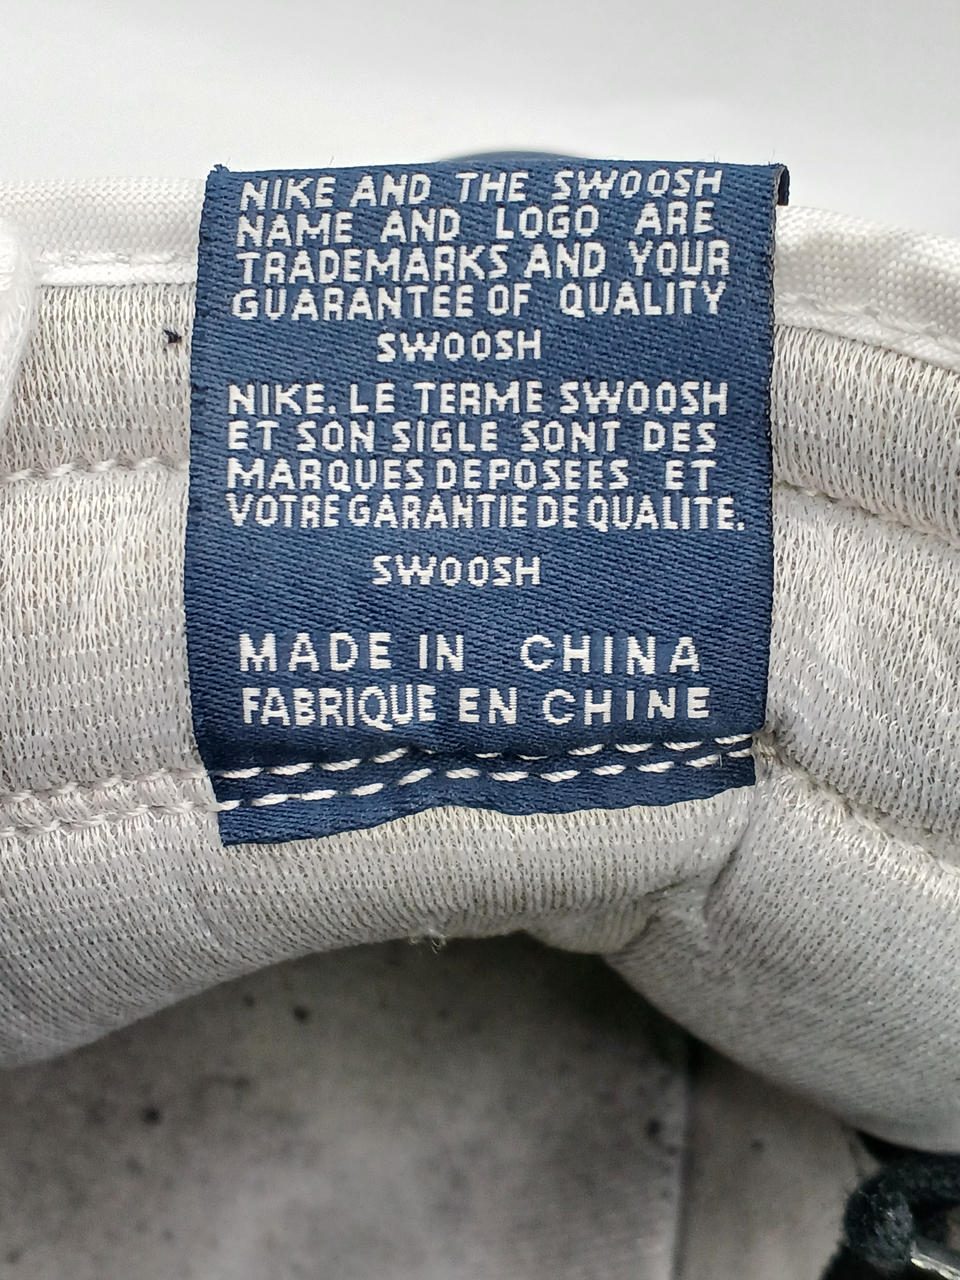 NIKE AND THE SWOOSH
NAME AND LOGO ARE
TRADEMARKS AND YOUR
GUARANTEE OF QUALITY
SWOOSH
NIKE. LE TERME SWOOSH
ET SON SIGLE SONT DES
MARQUES DEPOSEES ET
VOTRE GARANTIE DE QUALITE.
SWOOSH
MADE IN CHINA
FABRIQUE EN CHINE